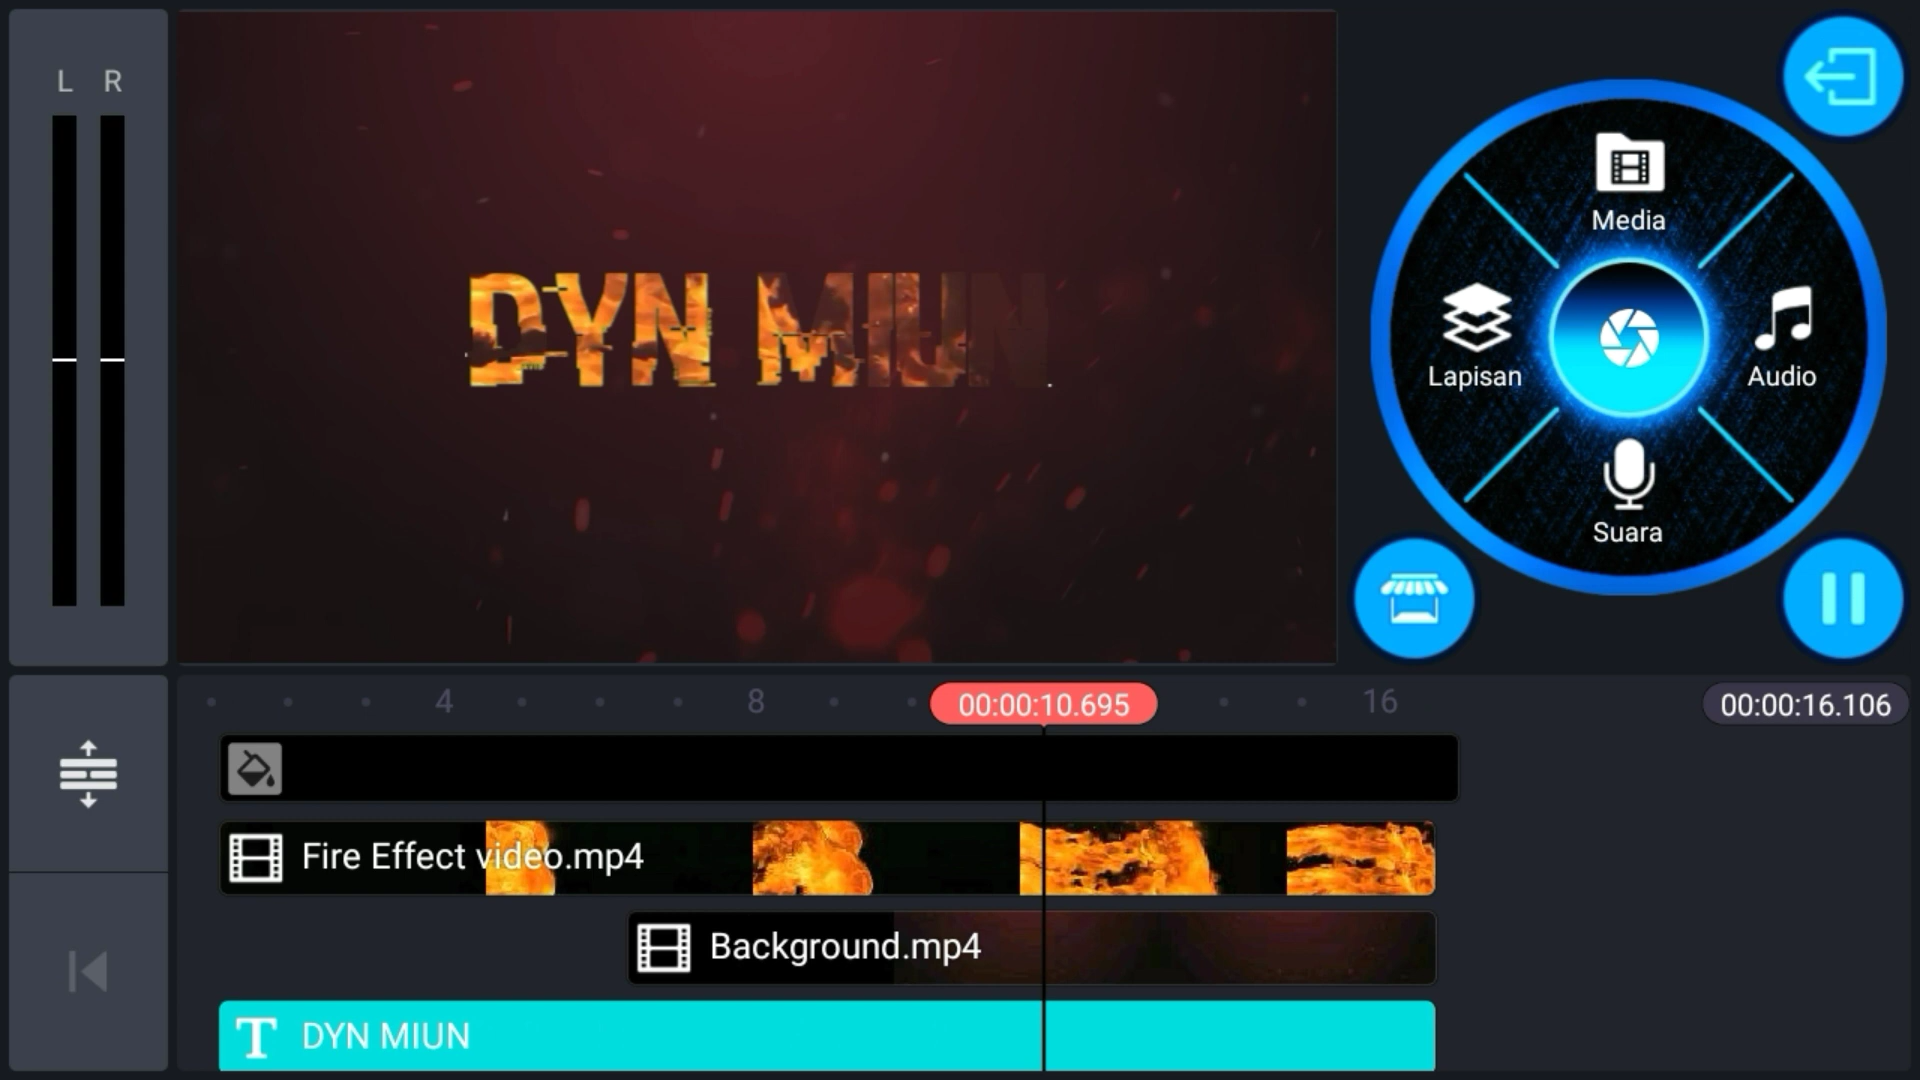 L R
DYN MIUN
Media
Lapisan
Audio
Suara
4 8 00:00:10.695 16 00:00:16.106
Fire Effect video.mp4
Background.mp4
T DYN MIUN